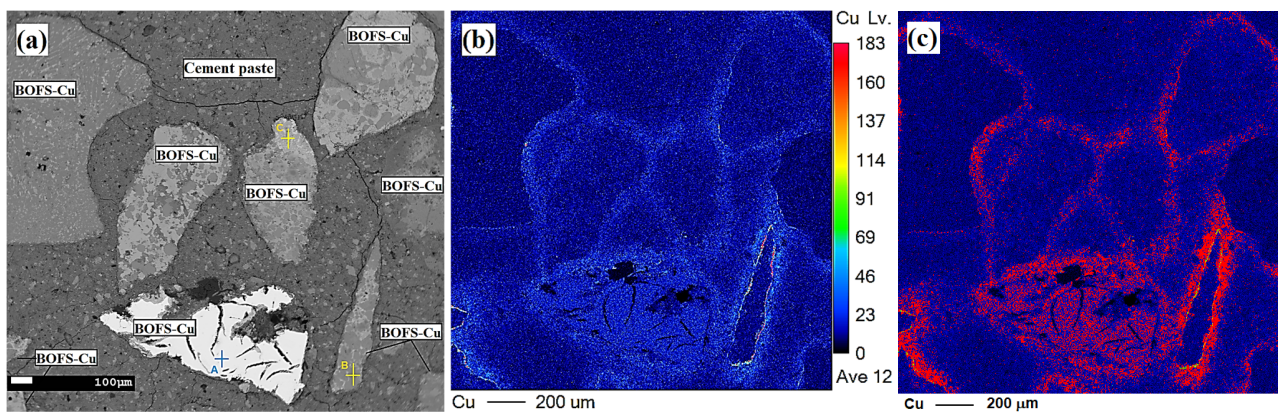 (a)
BOFS-Cu
Cement paste
BOFS-Cu
C
BOFS-Cu
BOFS-Cu
BOFS-Cu
BOFS-Cu
A
B
BOFS-Cu
BOFS-Cu
100μm
(b)
Cu Lv.
183
160
137
114
91
69
46
23
0
Ave 12
Cu 200 um
(c)
Cu 200 μm